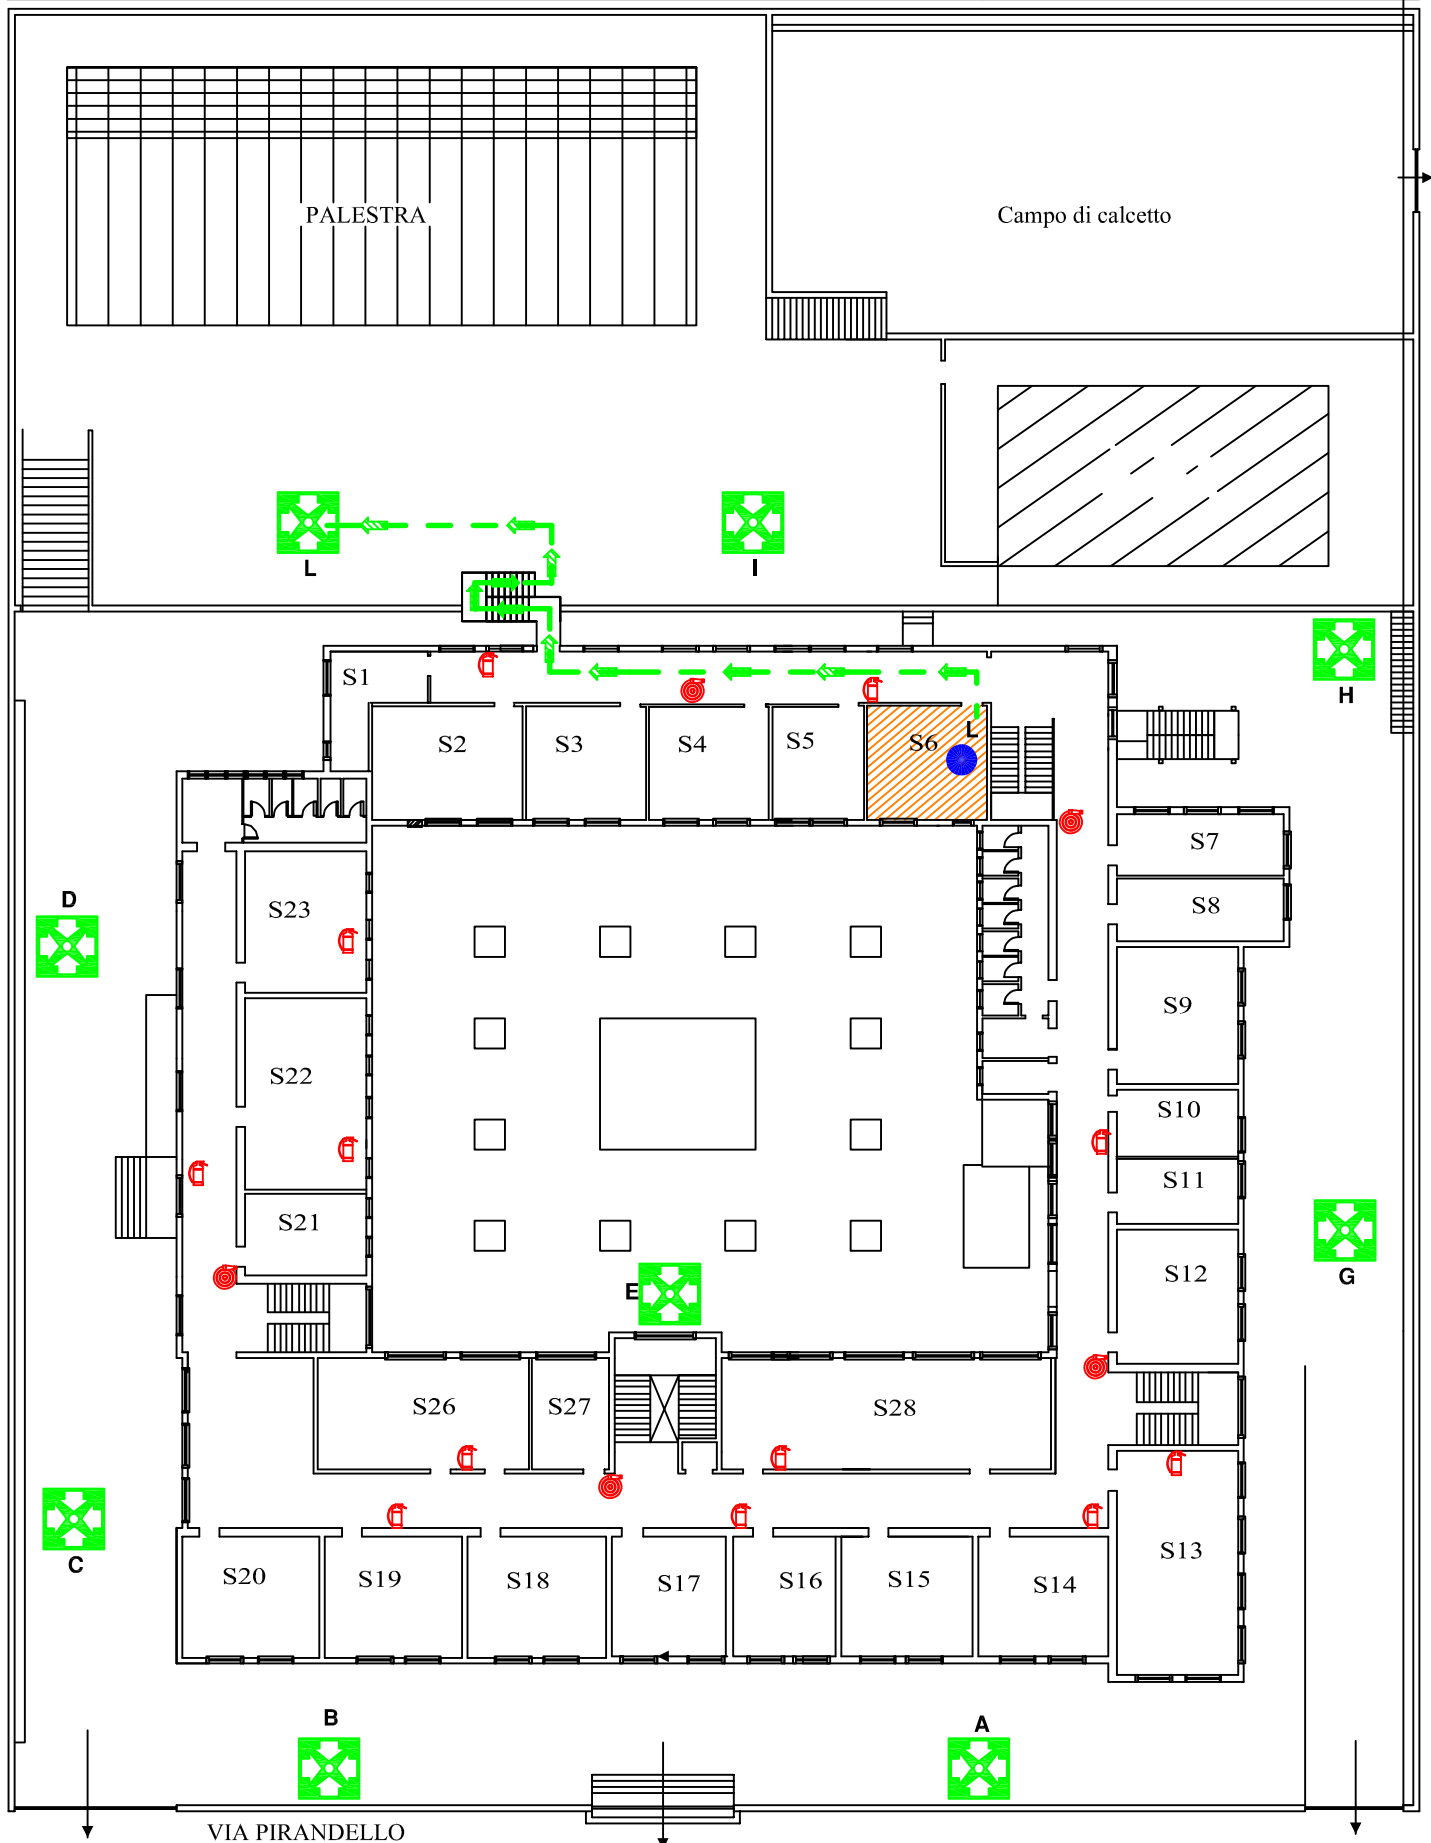 PALESTRA
Campo di calcetto
L
I
H
S1
S2
S3
S4
S5
S6
L
S7
S8
D
S23
S9
S22
S10
S11
S21
S12
G
E
S26
S27
S28
C
S20
S19
S18
S17
S16
S15
S14
S13
B
A
VIA PIRANDELLO